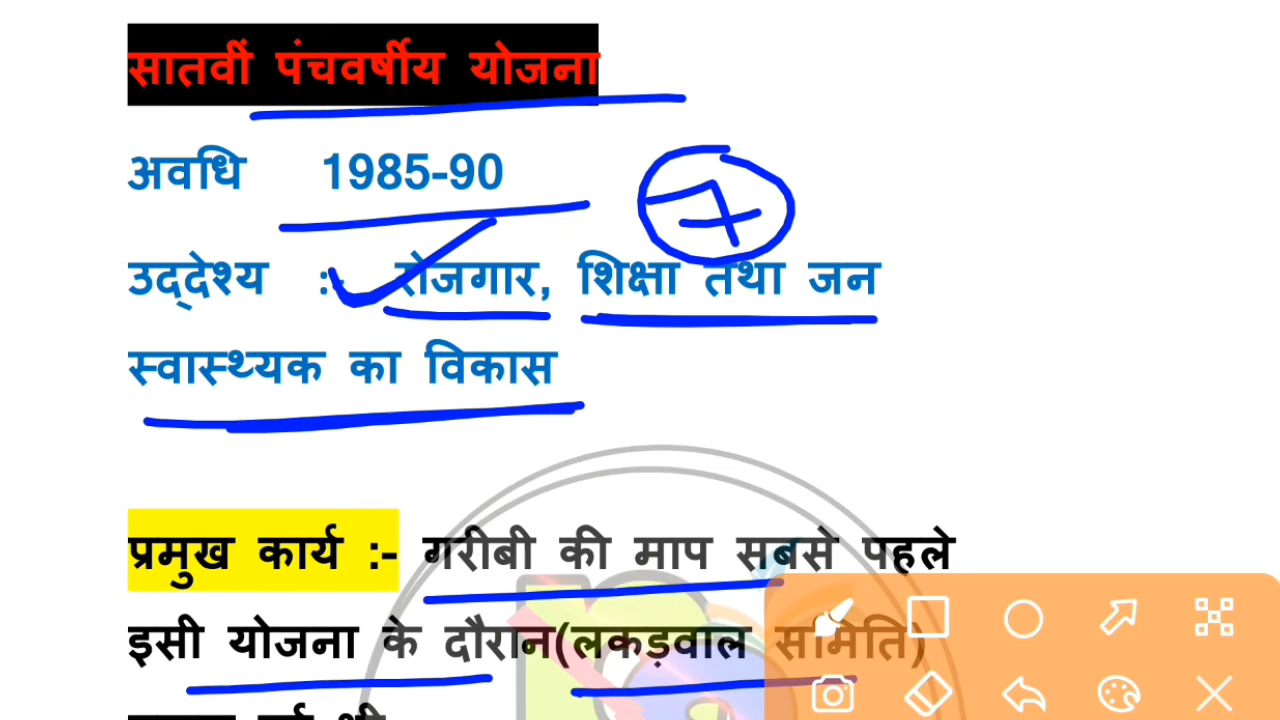 सातवीं पंचवर्षीय योजना
अवधि 1985-90
7
उद्देश्य :- रोजगार, शिक्षा तथा जन
स्वास्थ्यक का विकास
प्रमुख कार्य :- गरीबी की माप सबसे पहले
इसी योजना के दौरान(लकड़वाल समिति)